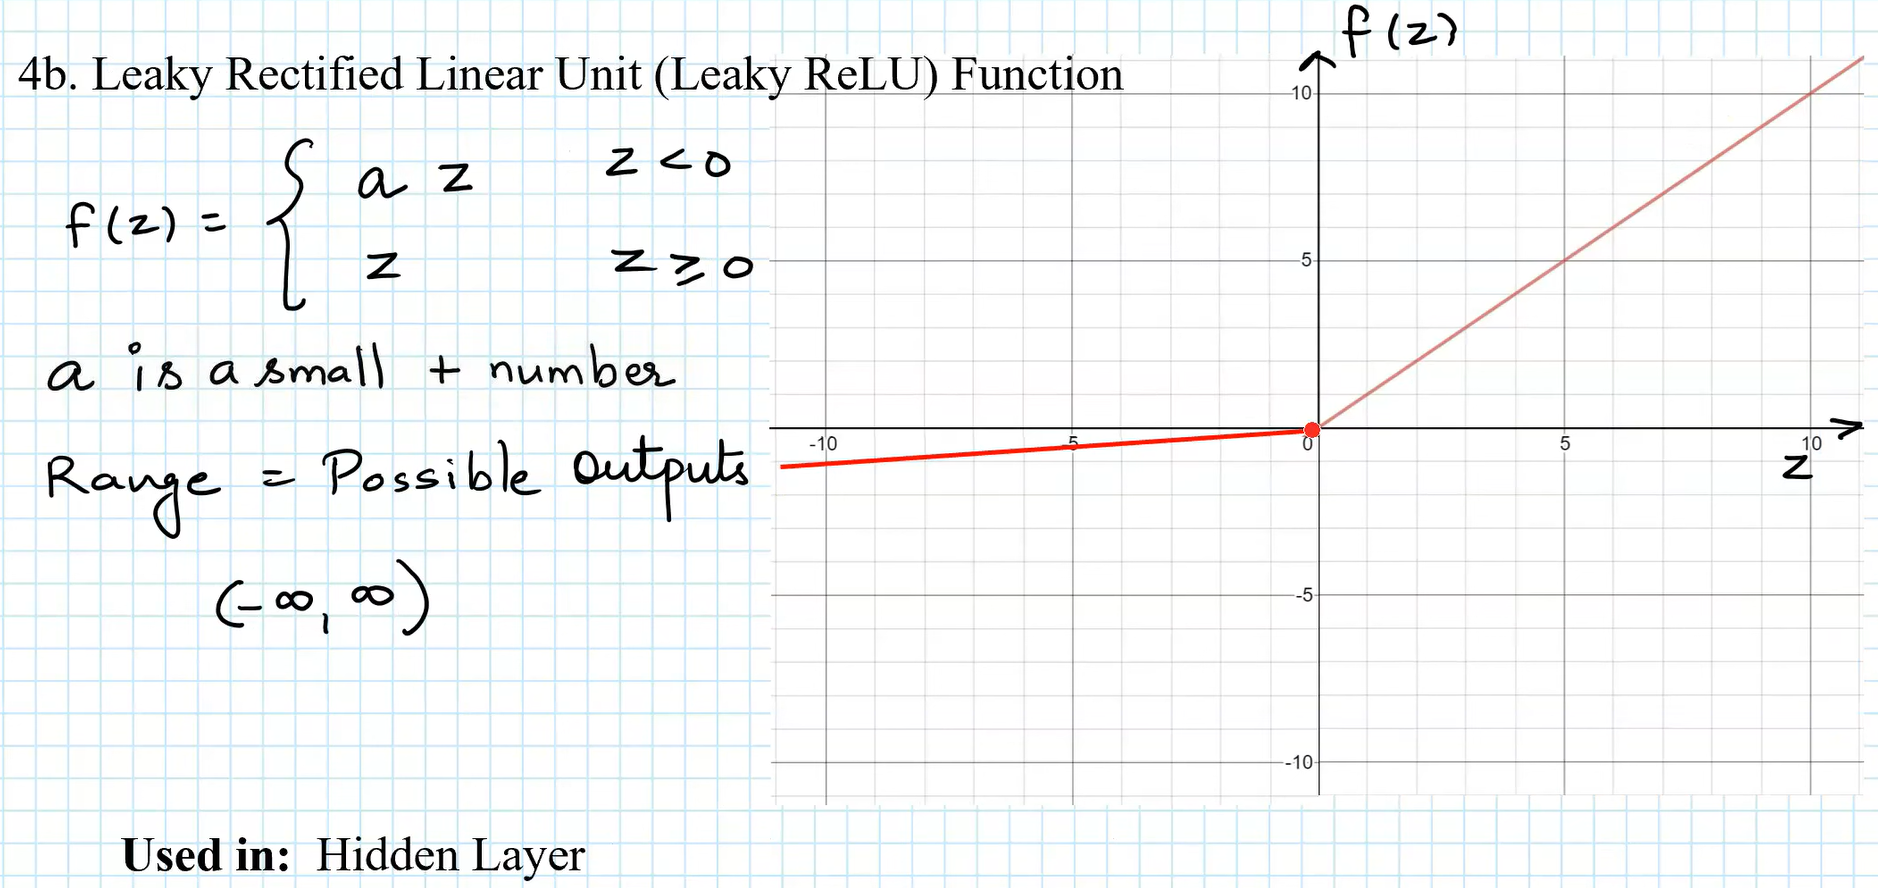 f(z)
4b. Leaky Rectified Linear Unit (Leaky ReLU) Function
f(z) = { a z z < 0
z z ≥ 0
a is a small + number
Range = Possible Outputs
(-∞, ∞)
Used in: Hidden Layer
10
5
-10 -5 0 5 10
z
-5
-10